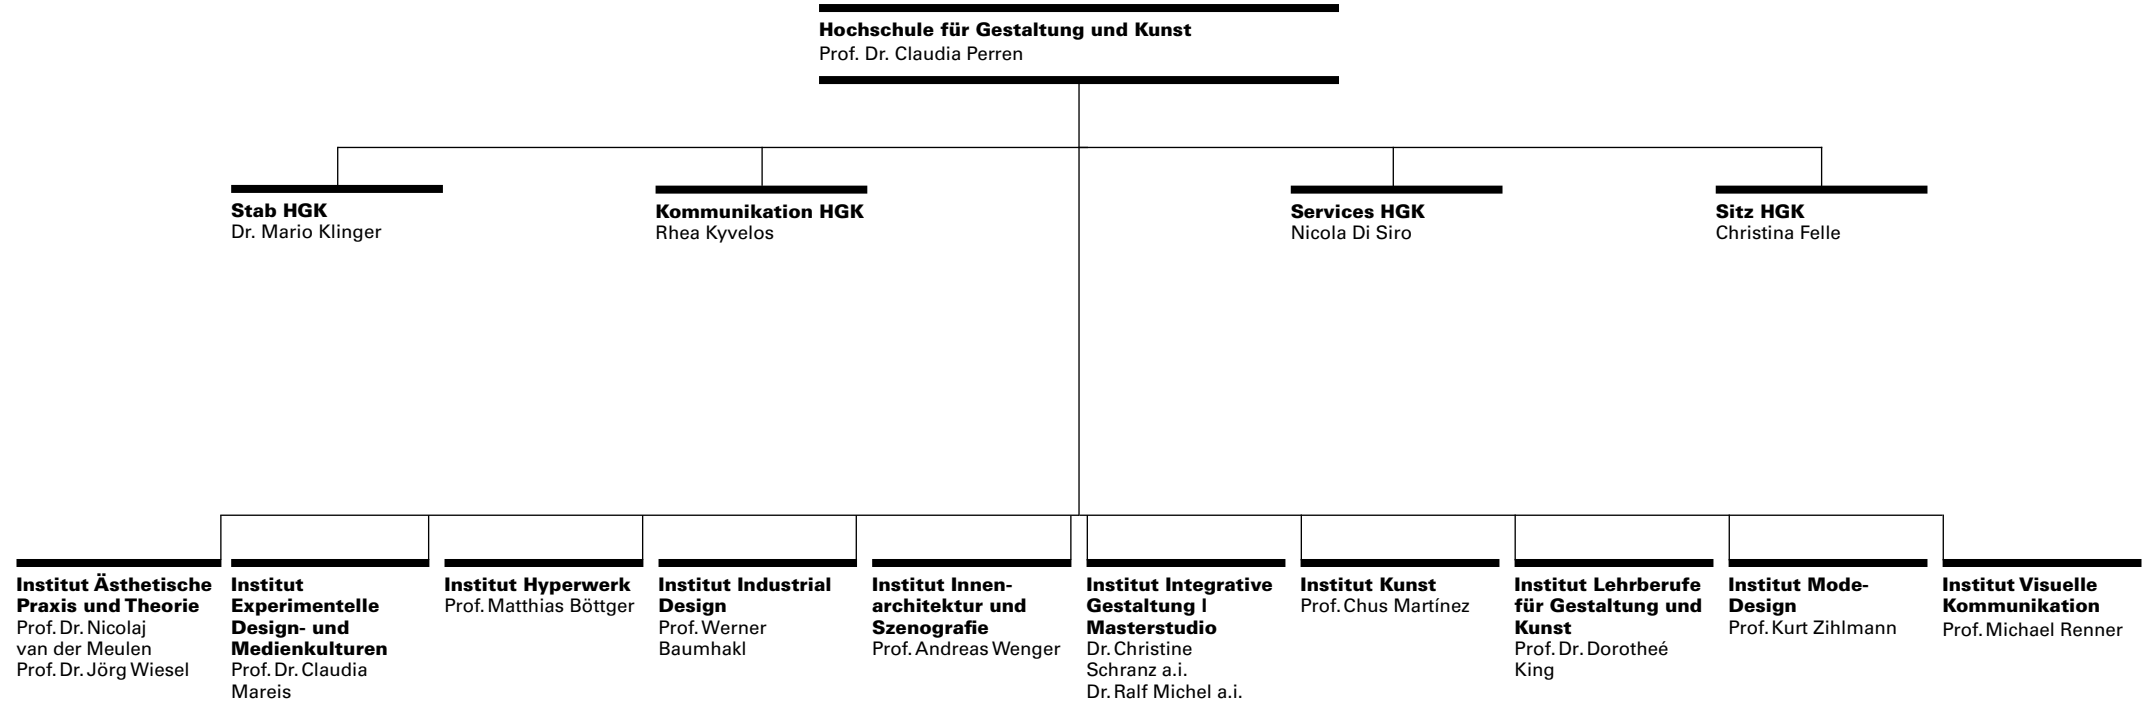 Hochschule für Gestaltung und Kunst
Prof. Dr. Claudia Perren
Stab HGK
Dr. Mario Klinger
Kommunikation HGK
Rhea Kyvelos
Services HGK
Nicola Di Siro
Sitz HGK
Christina Felle
Institut Ästhetische
Praxis und Theorie
Prof. Dr. Nicolaj
van der Meulen
Prof. Dr. Jörg Wiesel
Institut
Experimentelle
Design- und
Medienkulturen
Prof. Dr. Claudia
Mareis
Institut Hyperwerk
Prof. Matthias Böttger
Institut Industrial
Design
Prof. Werner
Baumhakl
Institut Innen-
architektur und
Szenografie
Prof. Andreas Wenger
Institut Integrative
Gestaltung |
Masterstudio
Dr. Christine
Schranz a.i.
Dr. Ralf Michel a.i.
Institut Kunst
Prof. Chus Martínez
Institut Lehrberufe
für Gestaltung und
Kunst
Prof. Dr. Dorotheé
King
Institut Mode-
Design
Prof. Kurt Zihlmann
Institut Visuelle
Kommunikation
Prof. Michael Renner